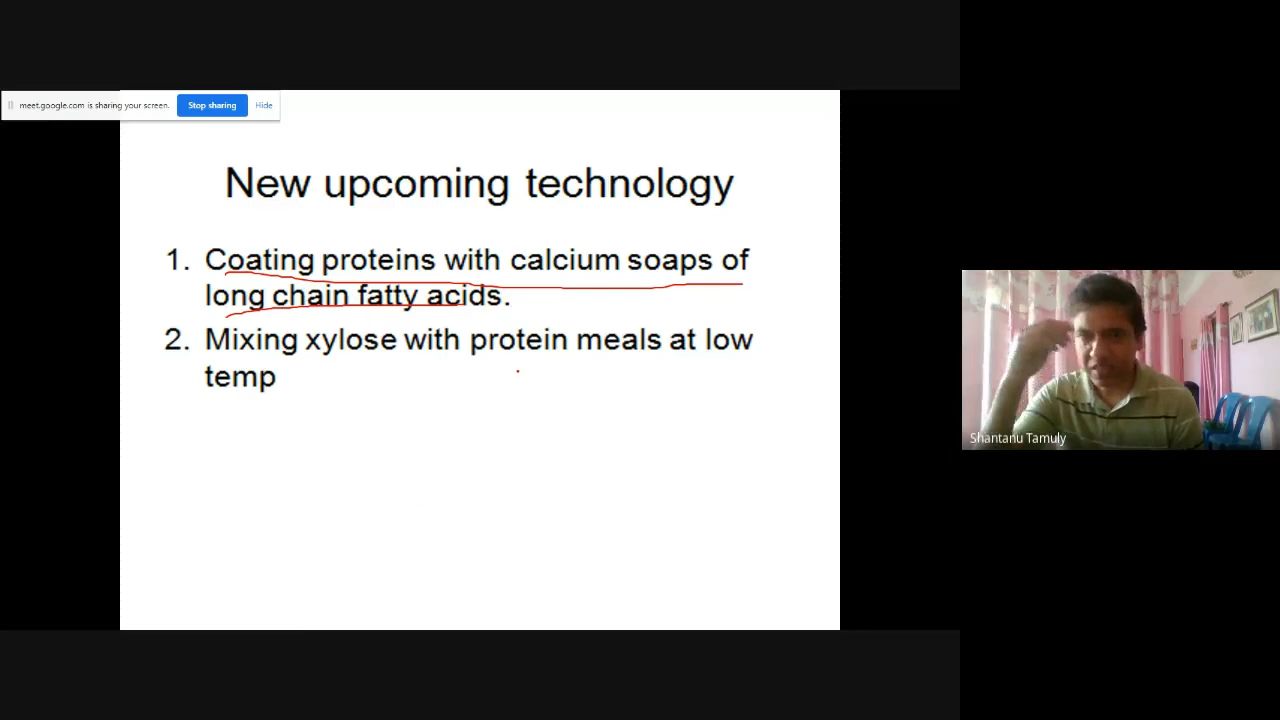 meet.google.com is sharing your screen.
Stop sharing
Hide
New upcoming technology
1. Coating proteins with calcium soaps of
long chain fatty acids.
2. Mixing xylose with protein meals at low
temp
Shantanu Tamuly